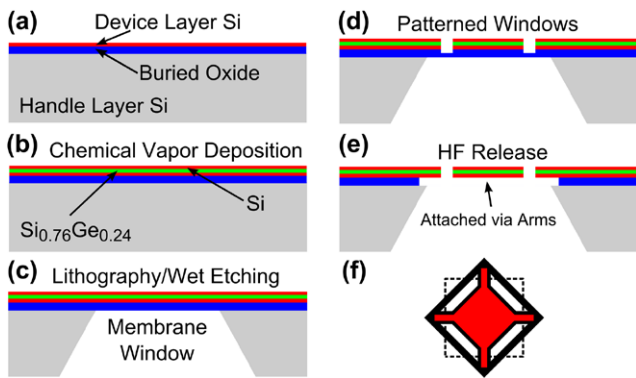 (a)
Device Layer Si
Buried Oxide
Handle Layer Si
(b)
Chemical Vapor Deposition
Si
Si0.76Ge0.24
(c)
Lithography/Wet Etching
Membrane
Window
(d)
Patterned Windows
(e)
HF Release
Attached via Arms
(f)